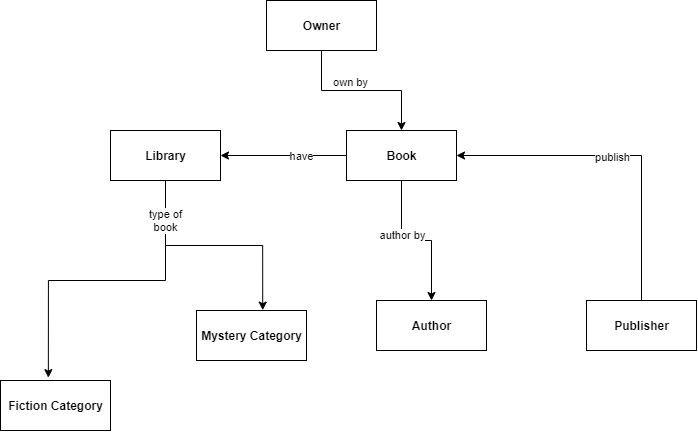 Owner
own by
Library
have
Book
publish
type of
book
author by
Mystery Category
Author
Publisher
Fiction Category